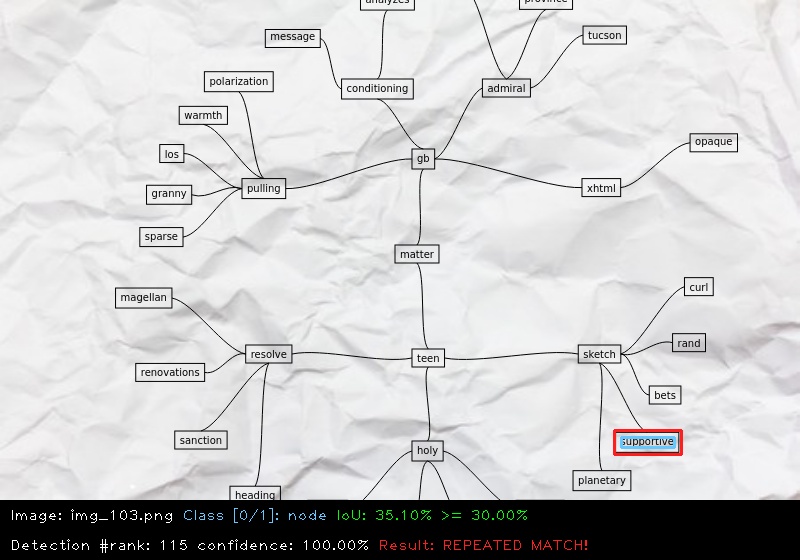 analyzes
province
message
tucson
conditioning
admiral
polarization
warmth
los
gb
opaque
pulling
granny
xhtml
sparse
matter
magellan
curl
rand
resolve
teen
sketch
renovations
bets
sanction
supportive
holy
planetary
heading
Image: img_103.png Class [0/1]: node IoU: 35.10% >= 30.00%
Detection #rank: 115 confidence: 100.00% Result: REPEATED MATCH!